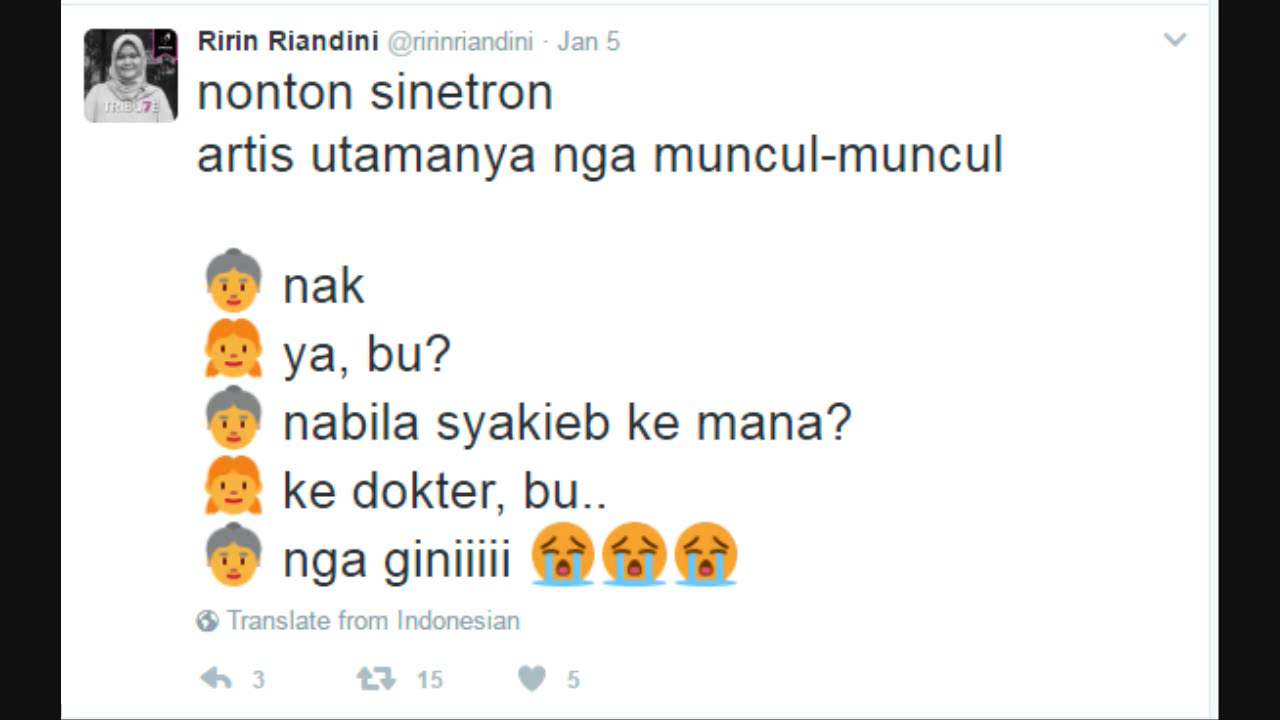 Ririn Riandini @ririnriandini · Jan 5
nonton sinetron
artis utamanya nga muncul-muncul
👵 nak
👧 ya, bu?
👵 nabila syakieb ke mana?
👧 ke dokter, bu..
👵 nga giniiiii 😭😭😭
Translate from Indonesian
3 15 5
TRIBU7E